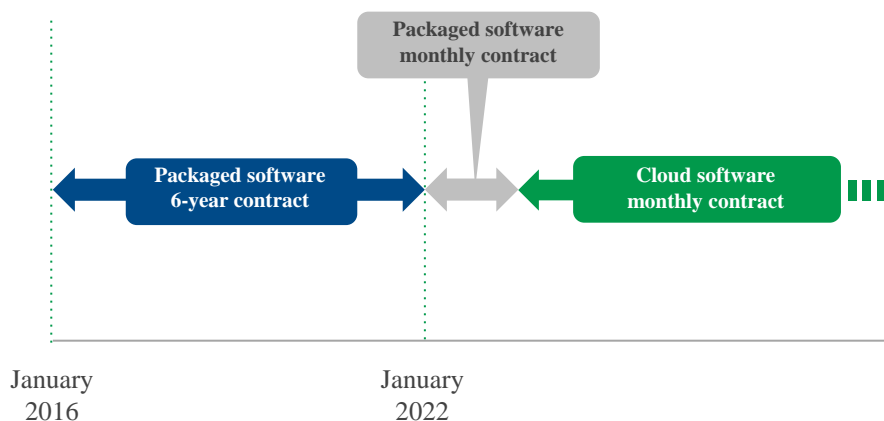 Packaged software
monthly contract
Packaged software
6-year contract
Cloud software
monthly contract
January
2016
January
2022